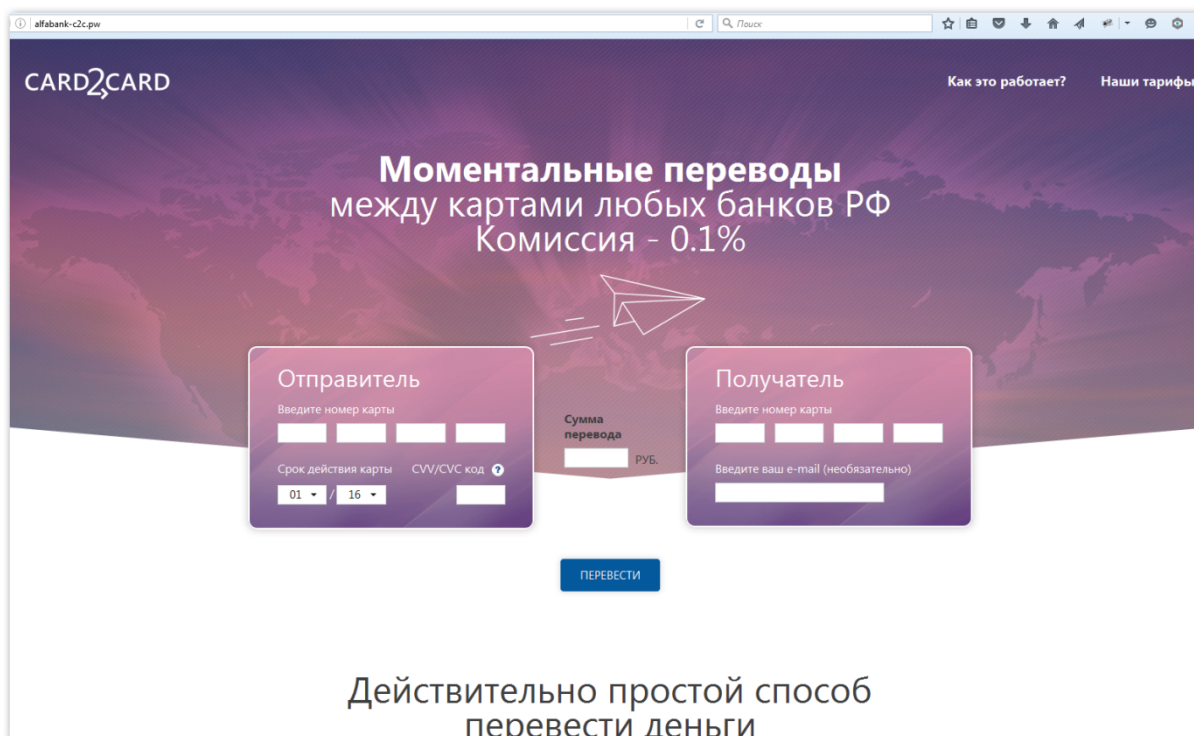 alfabank-c2c.pw
Поиск
CARD2CARD
Как это работает? Наши тарифы
Моментальные переводы
между картами любых банков РФ
Комиссия - 0.1%
Отправитель
Введите номер карты
Срок действия карты CVV/CVC код ?
01 / 16
Сумма
перевода
РУБ.
Получатель
Введите номер карты
Введите ваш e-mail (необязательно)
ПЕРЕВЕСТИ
Действительно простой способ
перевести деньги